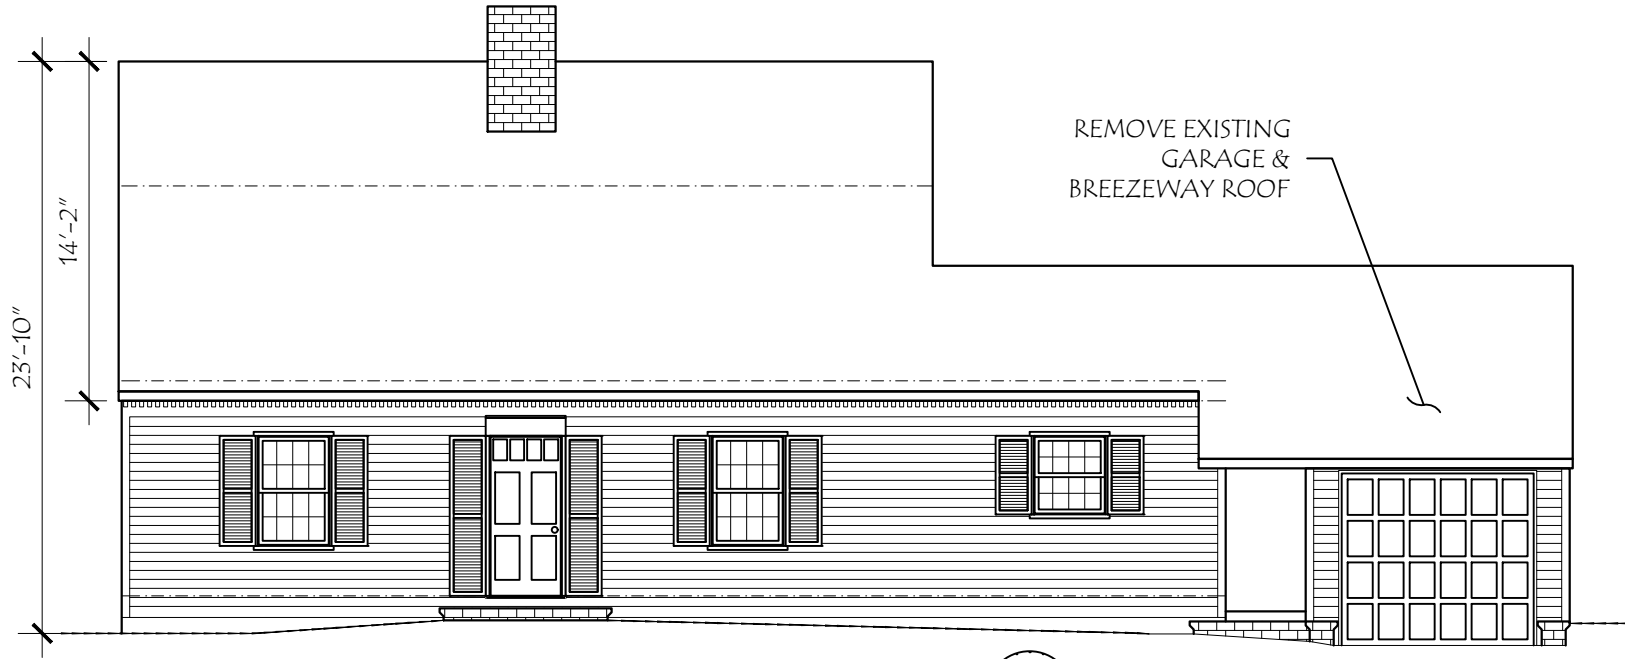 REMOVE EXISTING
GARAGE &
BREEZEWAY ROOF
14'-2"
23'-10"